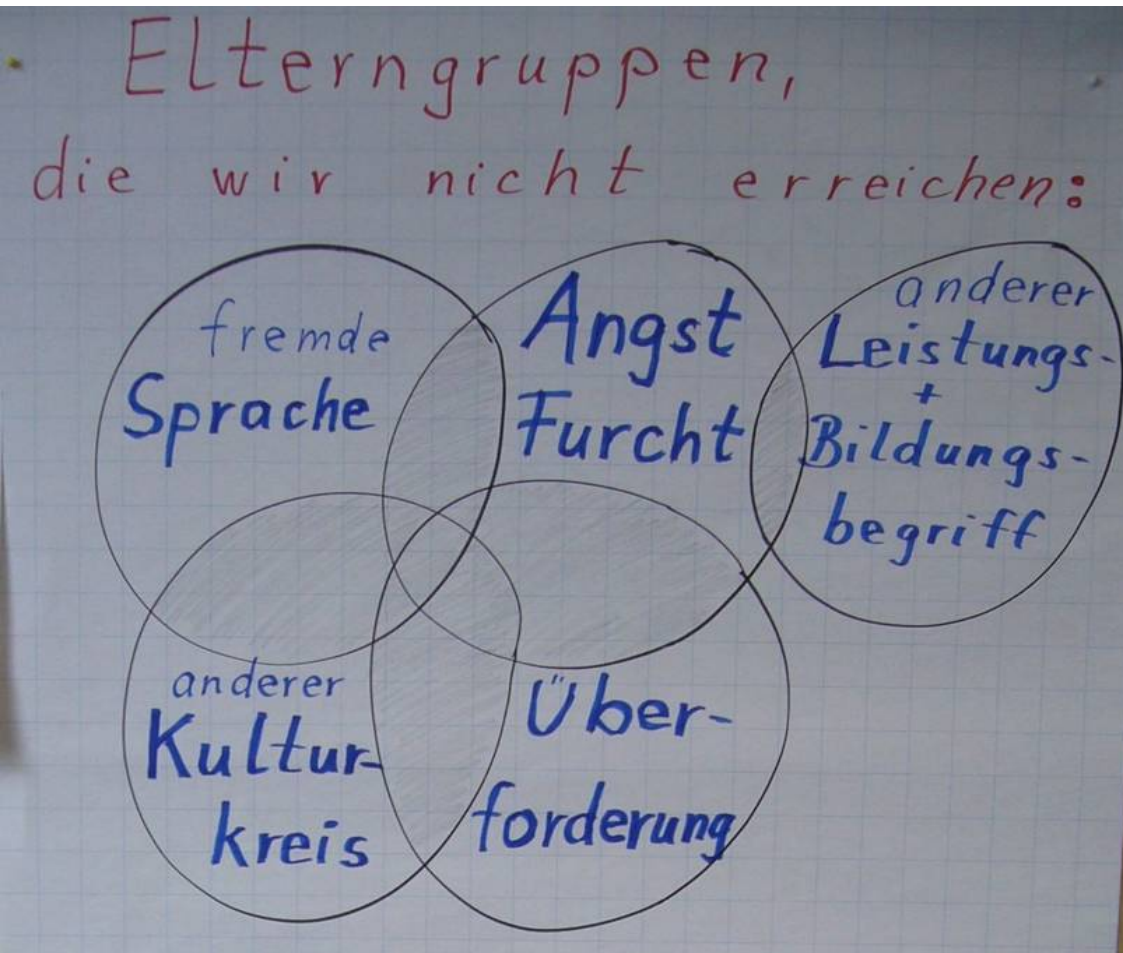 Elterngruppen,
die wir nicht erreichen:
fremde
Sprache
Angst
Furcht
anderer
Leistungs-
+
Bildungs-
begriff
anderer
Kultur-
kreis
Über-
forderung